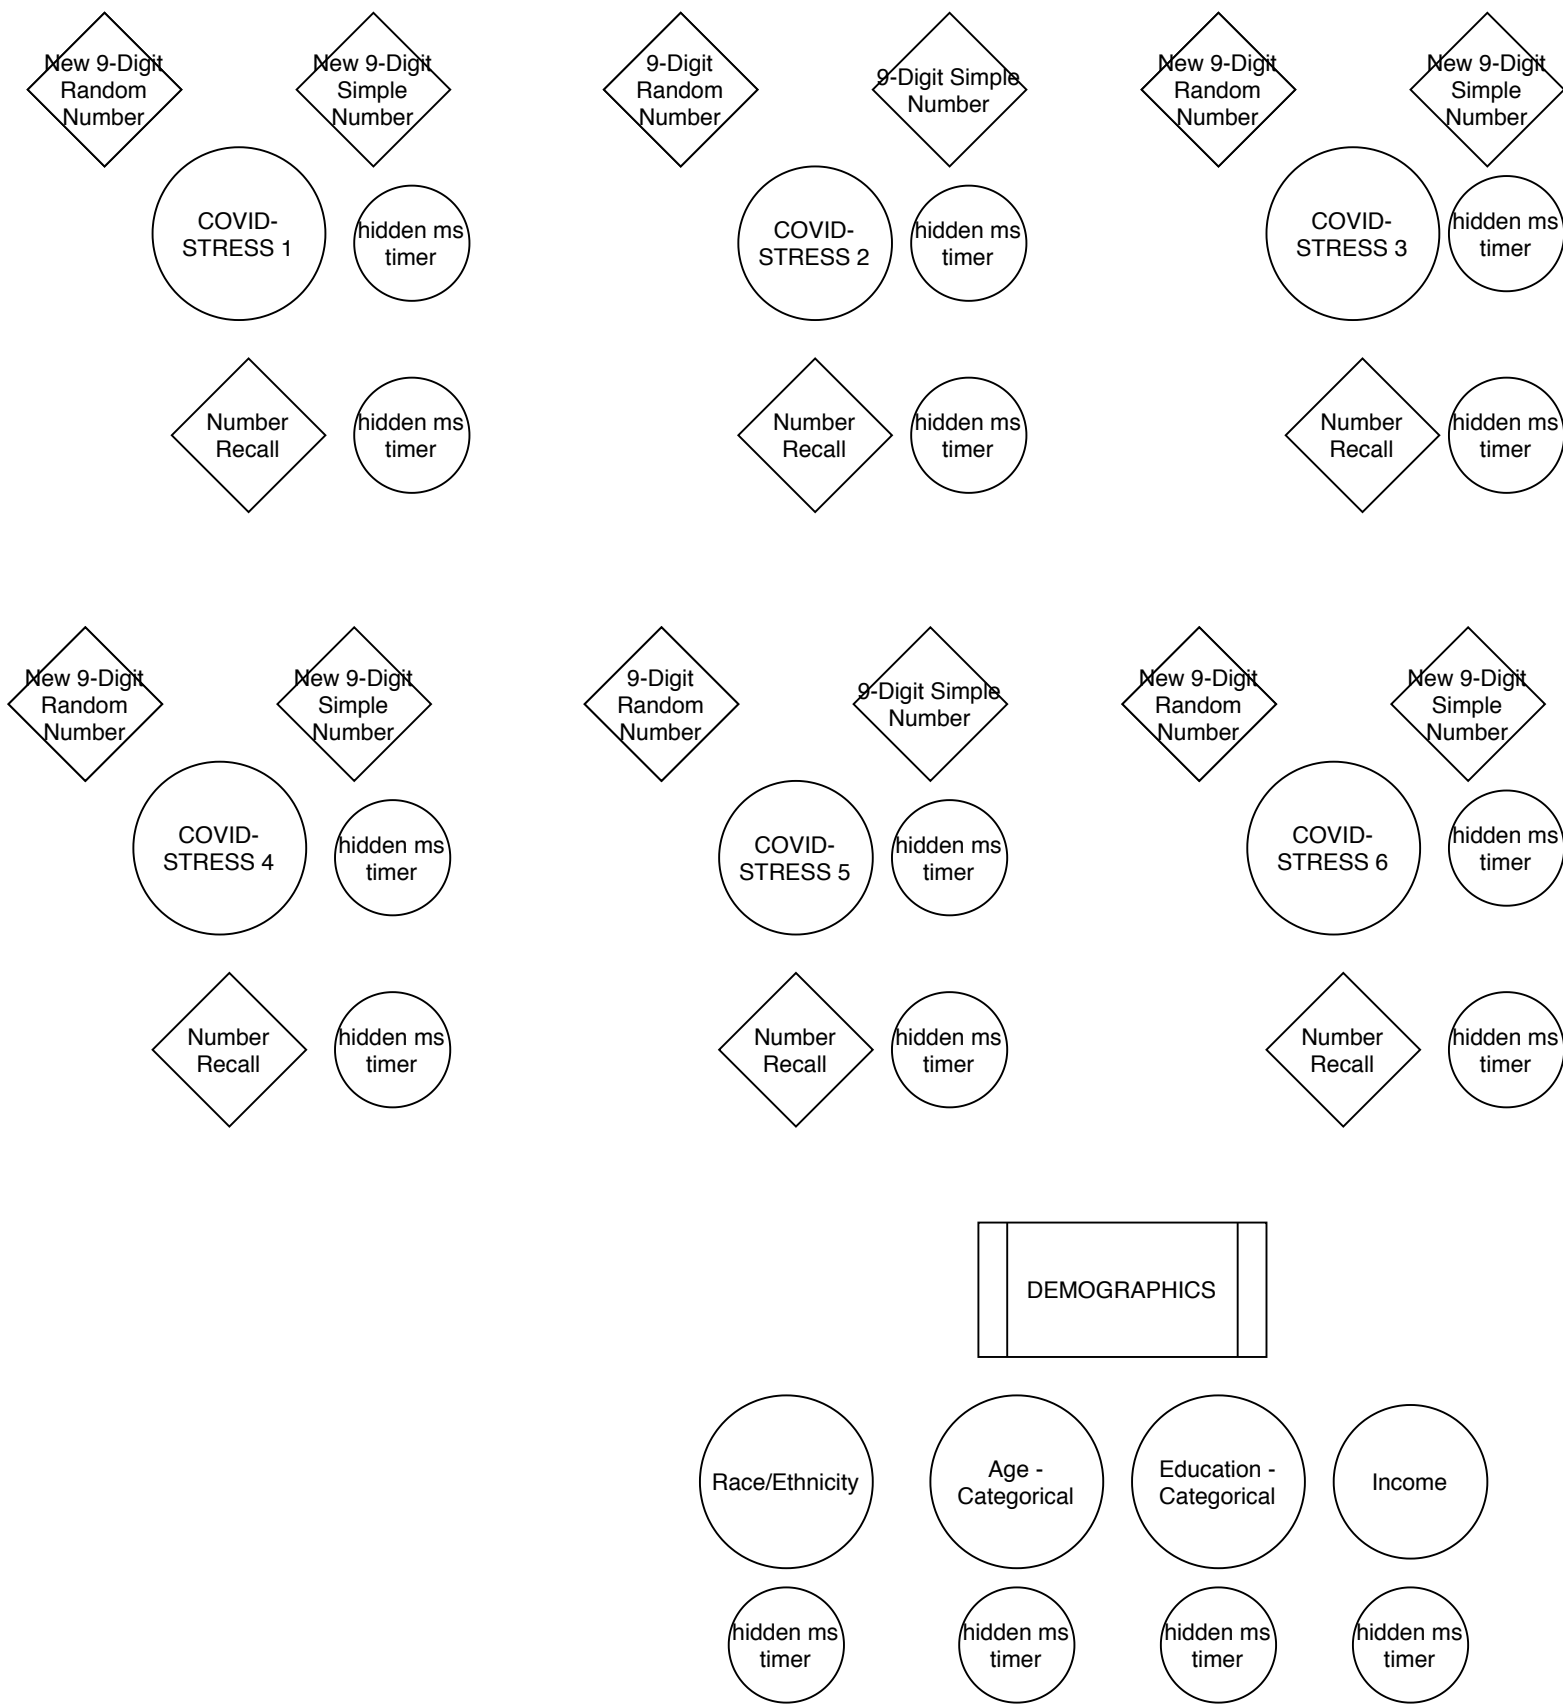 New 9-Digit
Random
Number
New 9-Digit
Simple
Number
9-Digit
Random
Number
9-Digit Simple
Number
New 9-Digit
Random
Number
New 9-Digit
Simple
Number
COVID-
STRESS 1
hidden ms
timer
COVID-
STRESS 2
hidden ms
timer
COVID-
STRESS 3
hidden ms
timer
Number
Recall
hidden ms
timer
Number
Recall
hidden ms
timer
Number
Recall
hidden ms
timer
New 9-Digit
Random
Number
New 9-Digit
Simple
Number
9-Digit
Random
Number
9-Digit Simple
Number
New 9-Digit
Random
Number
New 9-Digit
Simple
Number
COVID-
STRESS 4
hidden ms
timer
COVID-
STRESS 5
hidden ms
timer
COVID-
STRESS 6
hidden ms
timer
Number
Recall
hidden ms
timer
Number
Recall
hidden ms
timer
Number
Recall
hidden ms
timer
DEMOGRAPHICS
Race/Ethnicity
Age -
Categorical
Education -
Categorical
Income
hidden ms
timer
hidden ms
timer
hidden ms
timer
hidden ms
timer